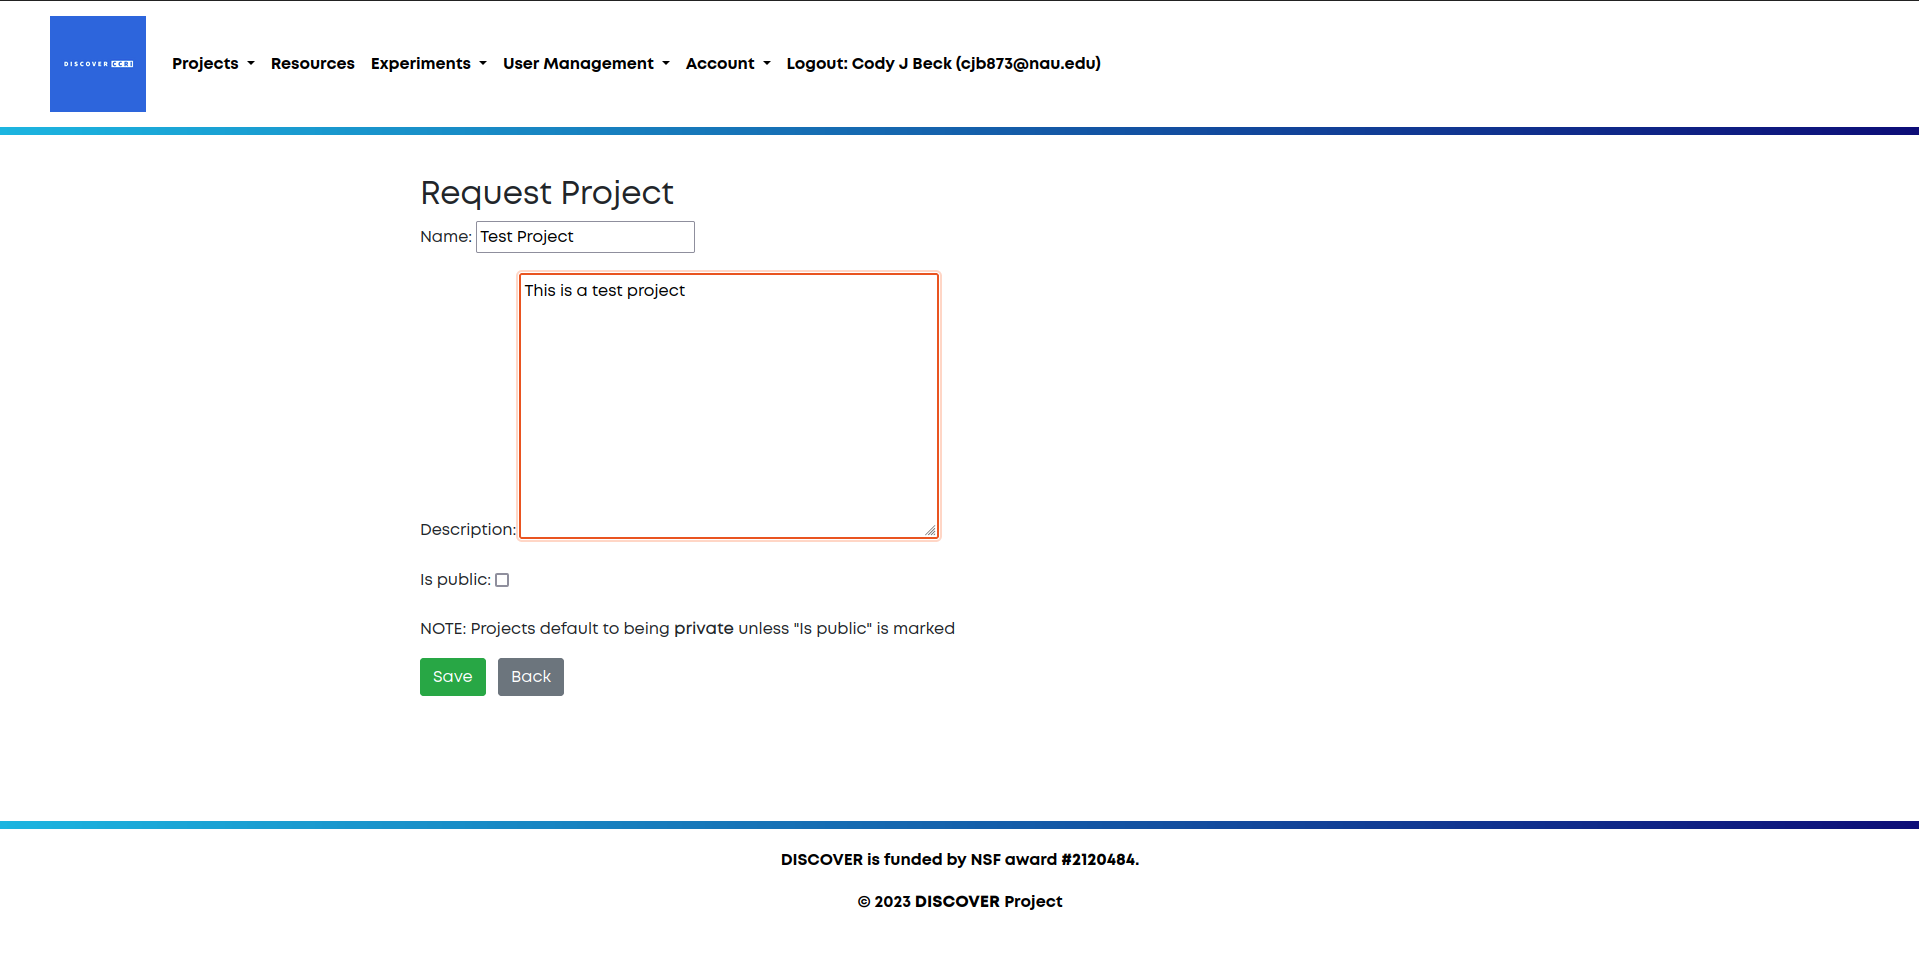 DISCOVER CCRI
Projects Resources Experiments User Management Account Logout: Cody J Beck (cjb873@nau.edu)
Request Project
Name: Test Project
This is a test project
Description:
Is public:
NOTE: Projects default to being private unless "Is public" is marked
Save Back
DISCOVER is funded by NSF award #2120484.
© 2023 DISCOVER Project